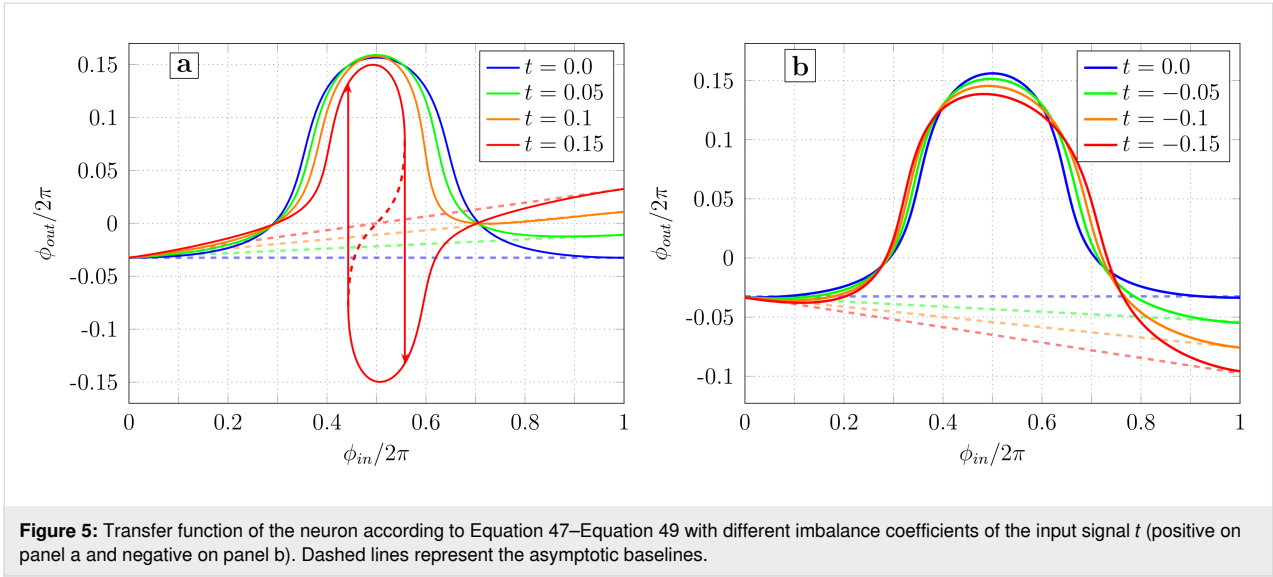 a
t = 0.0
t = 0.05
t = 0.1
t = 0.15
0.15
0.1
0.05
0
-0.05
-0.1
-0.15
ϕout/2π
0 0.2 0.4 0.6 0.8 1
ϕin/2π
b
t = 0.0
t = −0.05
t = −0.1
t = −0.15
0.15
0.1
0.05
0
-0.05
-0.1
ϕout/2π
0 0.2 0.4 0.6 0.8 1
ϕin/2π
Figure 5: Transfer function of the neuron according to Equation 47–Equation 49 with different imbalance coefficients of the input signal t (positive on
panel a and negative on panel b). Dashed lines represent the asymptotic baselines.